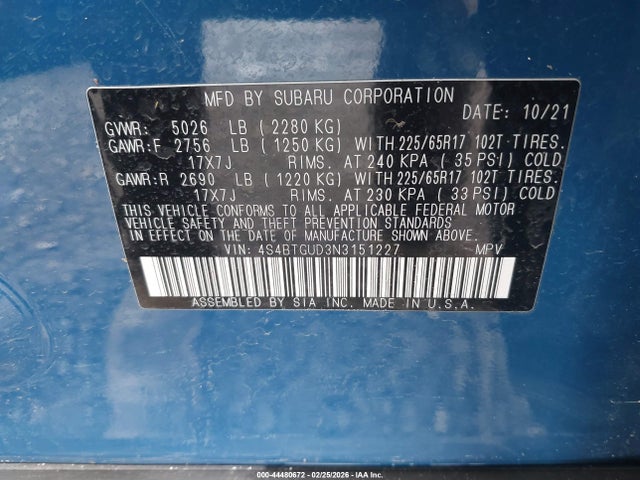 MFD BY SUBARU CORPORATION
DATE: 10/21
GVWR: 5026 LB ( 2280 KG)
GAWR:F 2756 LB ( 1250 KG) WITH 225/65R17 102T TIRES.
17X7J RIMS. AT 240 KPA ( 35 PSI) COLD
GAWR:R 2690 LB ( 1220 KG) WITH 225/65R17 102T TIRES.
17X7J RIMS. AT 230 KPA ( 33 PSI) COLD
THIS VEHICLE CONFORMS TO ALL APPLICABLE FEDERAL MOTOR
VEHICLE SAFETY AND THEFT PREVENTION STANDARDS
IN EFFECT ON THE DATE OF MANUFACTURE SHOWN ABOVE.
VIN: 4S4BTGUD3N3151227 MPV
ASSEMBLED BY SIA INC. MADE IN U.S.A.
000-44480672 - 02/25/2026 - IAA Inc.